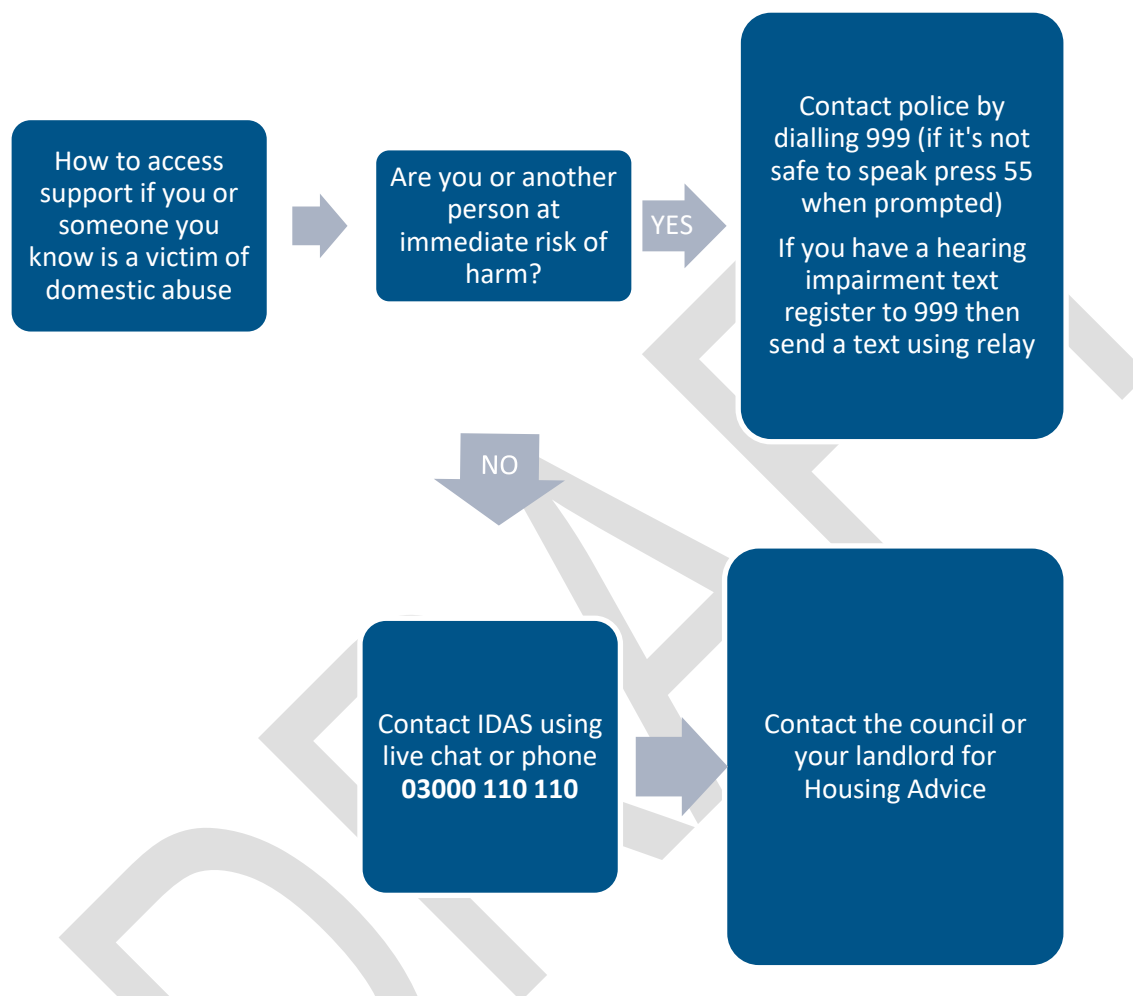 How to access
support if you or
someone you
know is a victim of
domestic abuse
Are you or another
person at
immediate risk of
harm?
YES
Contact police by
dialling 999 (if it's not
safe to speak press 55
when prompted)
If you have a hearing
impairment text
register to 999 then
send a text using relay
NO
Contact IDAS using
live chat or phone
03000 110 110
Contact the council or
your landlord for
Housing Advice
DRAFT